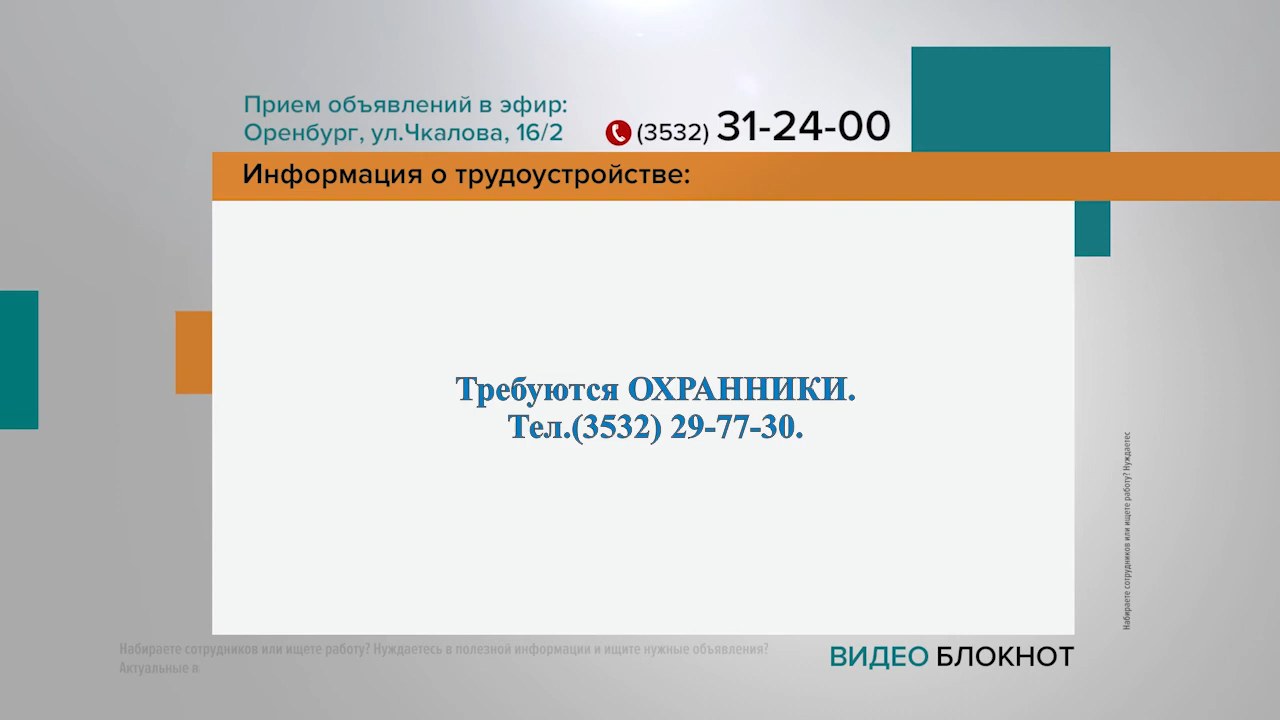 Прием объявлений в эфир:
Оренбург, ул.Чкалова, 16/2
(3532) 31-24-00
Информация о трудоустройстве:
Требуются ОХРАННИКИ.
Тел.(3532) 29-77-30.
Набираете сотрудников или ищете работу? Нуждаетес
Набираете сотрудников или ищете работу? Нуждаетесь в полезной информации и ищите нужные объявления?
Актуальные в
ВИДЕО БЛОКНОТ